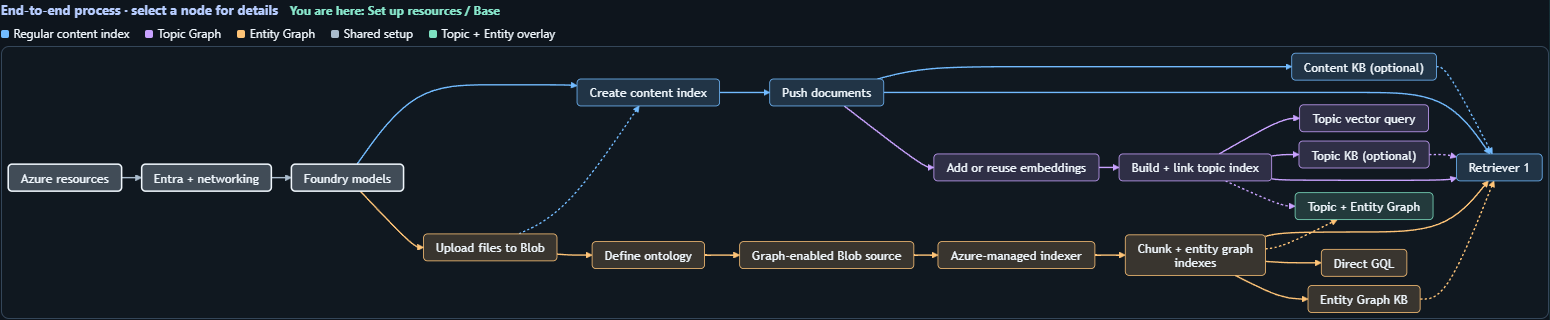 End-to-end process · select a node for details You are here: Set up resources / Base
Regular content index Topic Graph Entity Graph Shared setup Topic + Entity overlay
Content KB (optional)
Create content index
Push documents
Topic vector query
Topic KB (optional)
Add or reuse embeddings
Build + link topic index
Retriever 1
Azure resources
Entra + networking
Foundry models
Topic + Entity Graph
Upload files to Blob
Define ontology
Graph-enabled Blob source
Azure-managed indexer
Chunk + entity graph
indexes
Direct GQL
Entity Graph KB